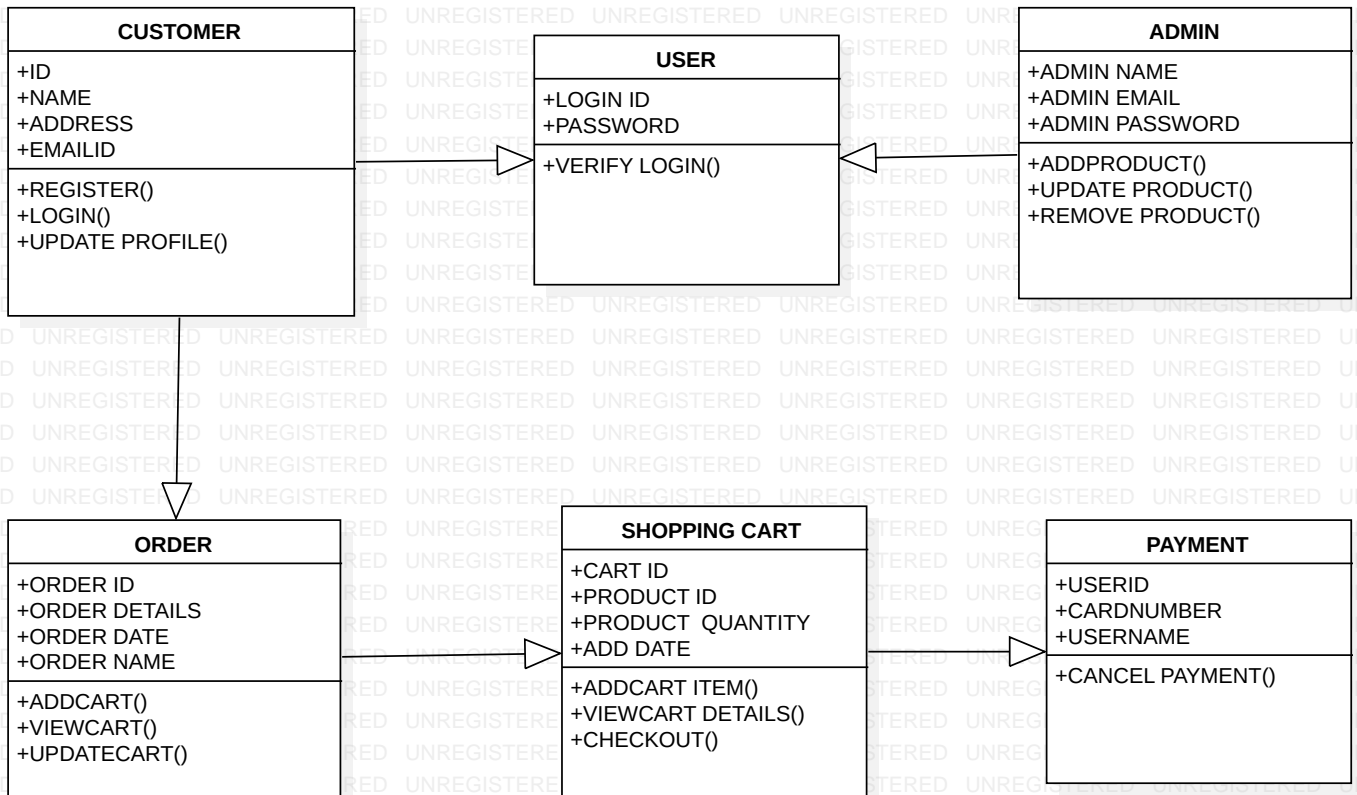 CUSTOMER
+ID
+NAME
+ADDRESS
+EMAILID
+REGISTER()
+LOGIN()
+UPDATE PROFILE()
USER
+LOGIN ID
+PASSWORD
+VERIFY LOGIN()
ADMIN
+ADMIN NAME
+ADMIN EMAIL
+ADMIN PASSWORD
+ADDPRODUCT()
+UPDATE PRODUCT()
+REMOVE PRODUCT()
ORDER
+ORDER ID
+ORDER DETAILS
+ORDER DATE
+ORDER NAME
+ADDCART()
+VIEWCART()
+UPDATECART()
SHOPPING CART
+CART ID
+PRODUCT ID
+PRODUCT  QUANTITY
+ADD DATE
+ADDCART ITEM()
+VIEWCART DETAILS()
+CHECKOUT()
PAYMENT
+USERID
+CARDNUMBER
+USERNAME
+CANCEL PAYMENT()
UNREGISTERED